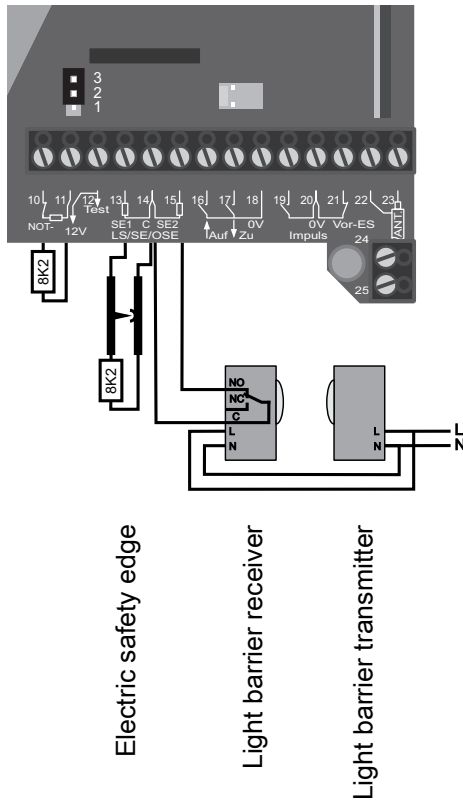 3
2
1
10 11 12 13 14 15 16 17 18 19 20 21 22 23
Test ANT.
NOT- 12V SE1 C SE2 0V 0V Vor-ES
LS/SE/OSE Auf Zu Impuls
24
25
8K2
8K2
NO
NC
C
L
N
L
N
L
N
Electric safety edge
Light barrier receiver
Light barrier transmitter